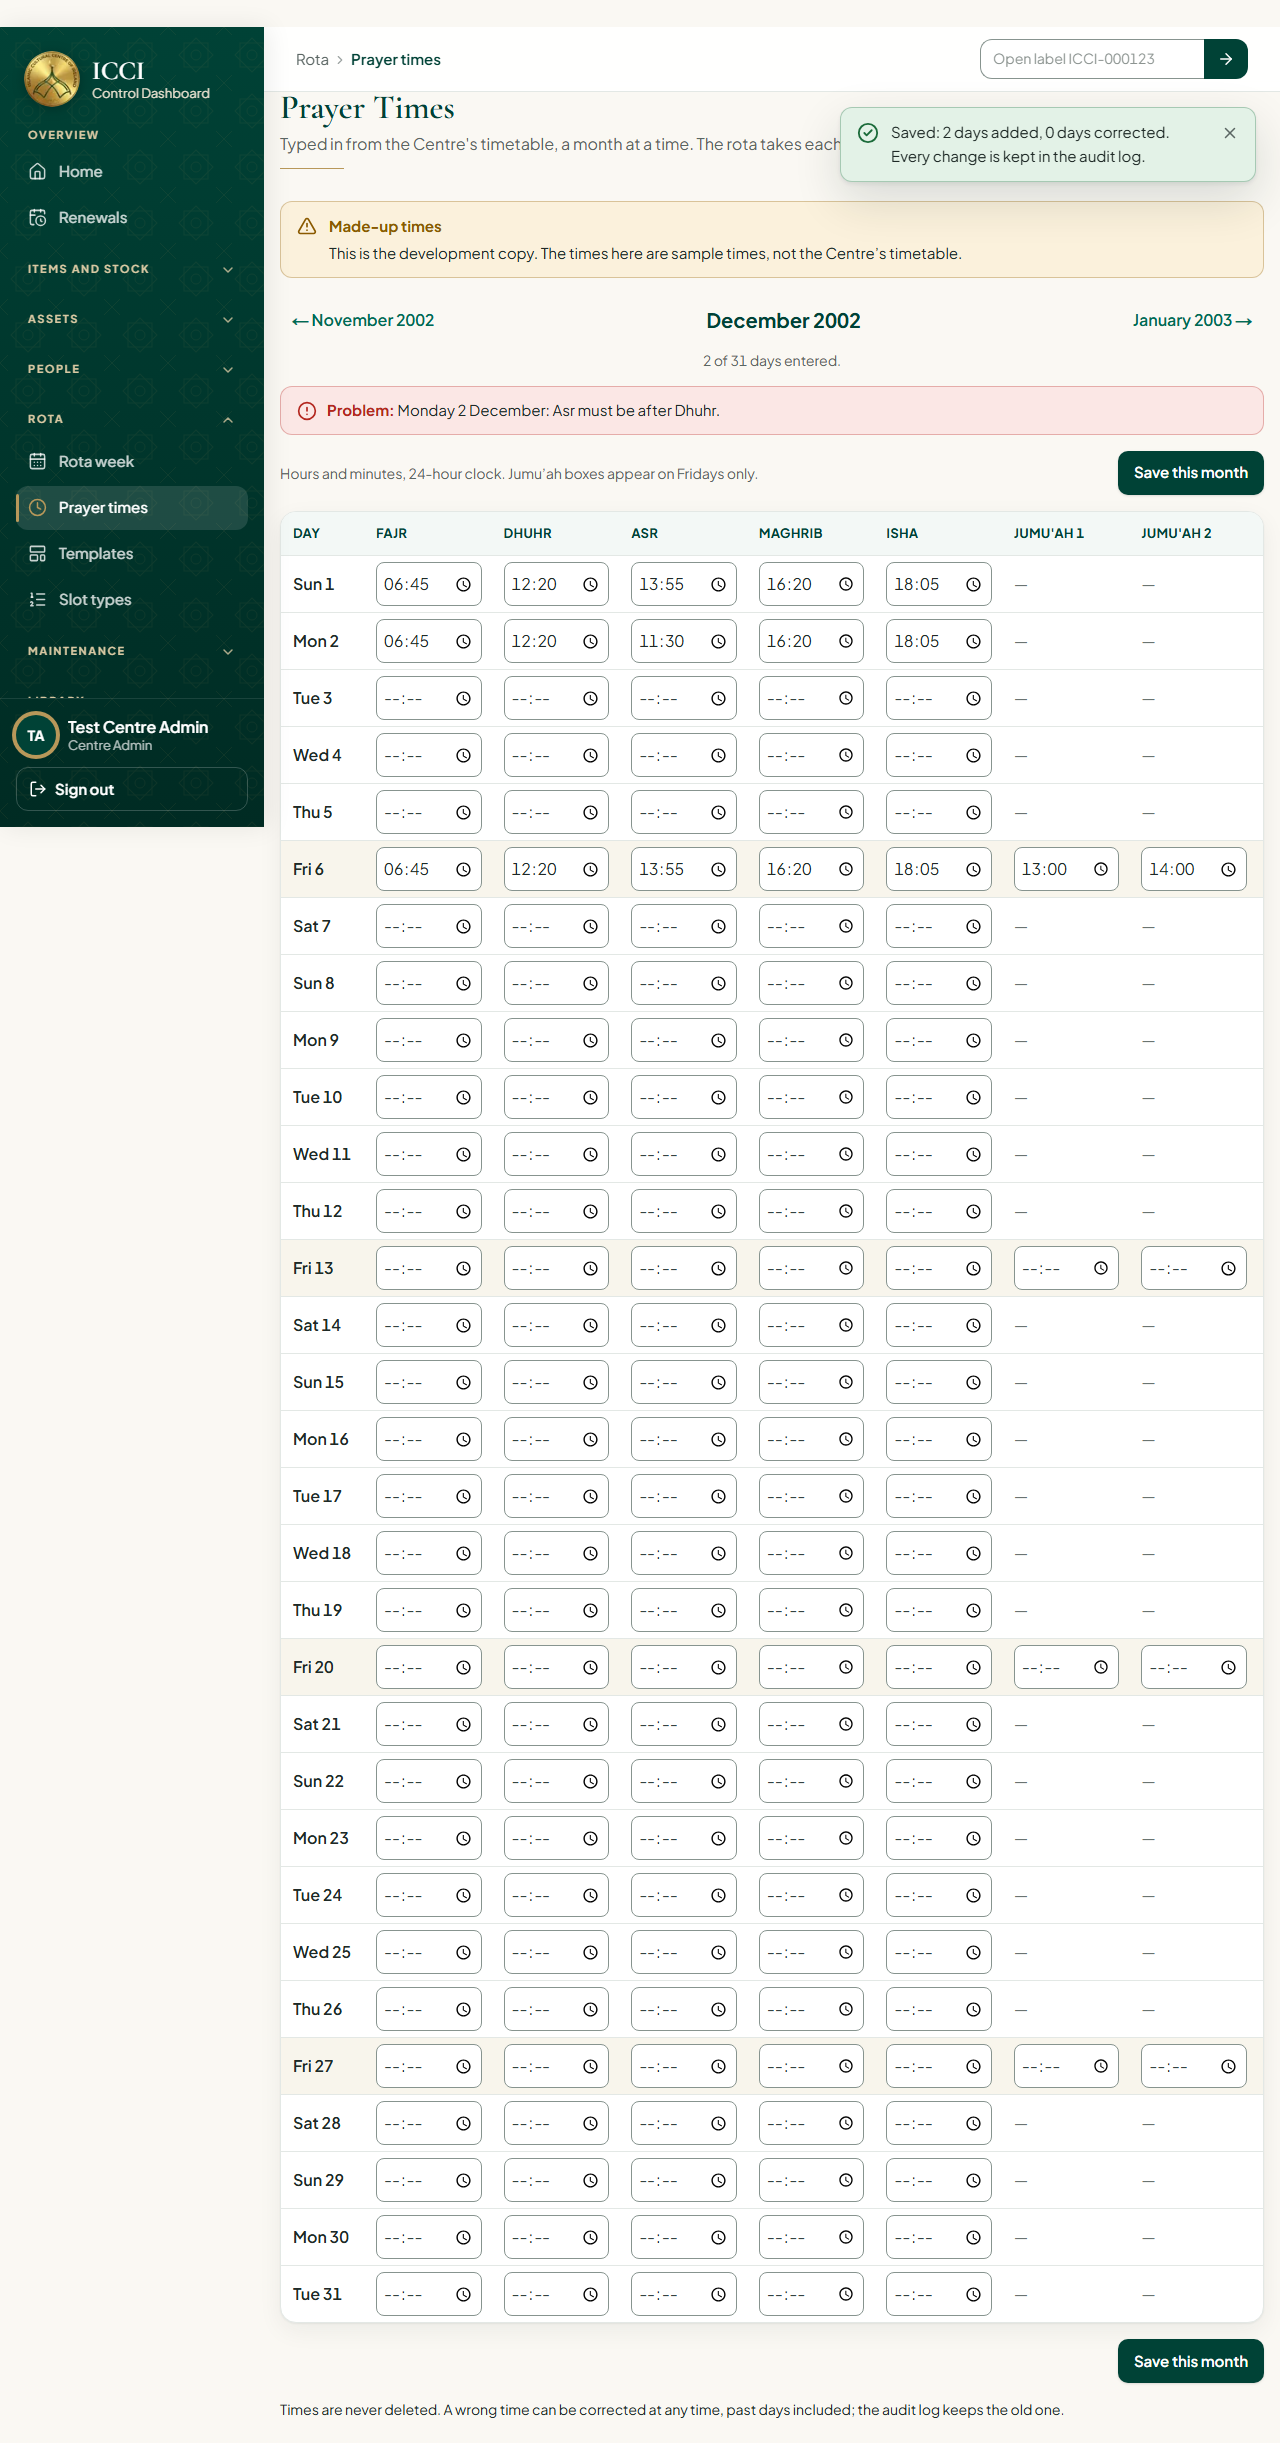 ICCI
Control Dashboard
OVERVIEW
Home
Renewals
ITEMS AND STOCK
ASSETS
PEOPLE
ROTA
Rota week
Prayer times
Templates
Slot types
MAINTENANCE
TA
Test Centre Admin
Centre Admin
Sign out
Rota › Prayer times
Open label ICCI-000123
Prayer Times
Typed in from the Centre's timetable, a month at a time. The rota takes each
Saved: 2 days added, 0 days corrected.
Every change is kept in the audit log.
Made-up times
This is the development copy. The times here are sample times, not the Centre's timetable.
← November 2002
December 2002
January 2003 →
2 of 31 days entered.
Problem: Monday 2 December: Asr must be after Dhuhr.
Hours and minutes, 24-hour clock. Jumu'ah boxes appear on Fridays only.
Save this month
DAY FAJR DHUHR ASR MAGHRIB ISHA JUMU'AH 1 JUMU'AH 2
Sun 1 06:45 12:20 13:55 16:20 18:05 — —
Mon 2 06:45 12:20 11:30 16:20 18:05 — —
Tue 3 --:-- --:-- --:-- --:-- --:-- — —
Wed 4 --:-- --:-- --:-- --:-- --:-- — —
Thu 5 --:-- --:-- --:-- --:-- --:-- — —
Fri 6 06:45 12:20 13:55 16:20 18:05 13:00 14:00
Sat 7 --:-- --:-- --:-- --:-- --:-- — —
Sun 8 --:-- --:-- --:-- --:-- --:-- — —
Mon 9 --:-- --:-- --:-- --:-- --:-- — —
Tue 10 --:-- --:-- --:-- --:-- --:-- — —
Wed 11 --:-- --:-- --:-- --:-- --:-- — —
Thu 12 --:-- --:-- --:-- --:-- --:-- — —
Fri 13 --:-- --:-- --:-- --:-- --:-- --:-- --:--
Sat 14 --:-- --:-- --:-- --:-- --:-- — —
Sun 15 --:-- --:-- --:-- --:-- --:-- — —
Mon 16 --:-- --:-- --:-- --:-- --:-- — —
Tue 17 --:-- --:-- --:-- --:-- --:-- — —
Wed 18 --:-- --:-- --:-- --:-- --:-- — —
Thu 19 --:-- --:-- --:-- --:-- --:-- — —
Fri 20 --:-- --:-- --:-- --:-- --:-- --:-- --:--
Sat 21 --:-- --:-- --:-- --:-- --:-- — —
Sun 22 --:-- --:-- --:-- --:-- --:-- — —
Mon 23 --:-- --:-- --:-- --:-- --:-- — —
Tue 24 --:-- --:-- --:-- --:-- --:-- — —
Wed 25 --:-- --:-- --:-- --:-- --:-- — —
Thu 26 --:-- --:-- --:-- --:-- --:-- — —
Fri 27 --:-- --:-- --:-- --:-- --:-- --:-- --:--
Sat 28 --:-- --:-- --:-- --:-- --:-- — —
Sun 29 --:-- --:-- --:-- --:-- --:-- — —
Mon 30 --:-- --:-- --:-- --:-- --:-- — —
Tue 31 --:-- --:-- --:-- --:-- --:-- — —
Save this month
Times are never deleted. A wrong time can be corrected at any time, past days included; the audit log keeps the old one.